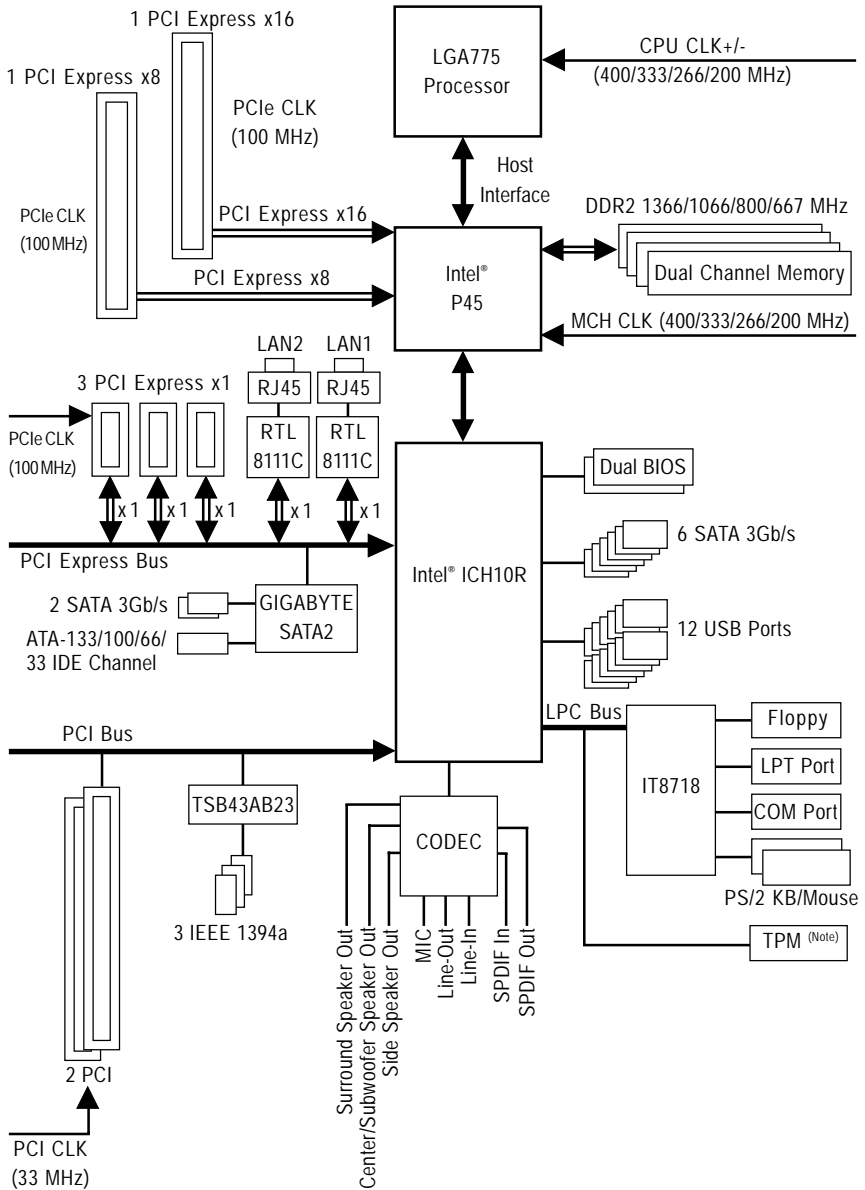 1 PCI Express x16
1 PCI Express x8
PCIe CLK
(100 MHz)
PCIe CLK
(100 MHz)
PCI Express x16
PCI Express x8
LGA775
Processor
CPU CLK+/-
(400/333/266/200 MHz)
Host
Interface
DDR2 1366/1066/800/667 MHz
Dual Channel Memory
Intel® 
P45
MCH CLK (400/333/266/200 MHz)
LAN2
LAN1
RJ45
RJ45
3 PCI Express x1
RTL
8111C
RTL
8111C
PCIe CLK
(100 MHz)
x 1
x 1
x 1
x 1
x 1
PCI Express Bus
Dual BIOS
Intel® ICH10R
6 SATA 3Gb/s
2 SATA 3Gb/s
GIGABYTE
SATA2
ATA-133/100/66/
33 IDE Channel
12 USB Ports
PCI Bus
LPC Bus
TSB43AB23
3 IEEE 1394a
CODEC
IT8718
Floppy
LPT Port
COM Port
PS/2 KB/Mouse
TPM (Note)
Surround Speaker Out
Center/Subwoofer Speaker Out
Side Speaker Out
MIC
Line-Out
Line-In
SPDIF In
SPDIF Out
2 PCI
PCI CLK
(33 MHz)